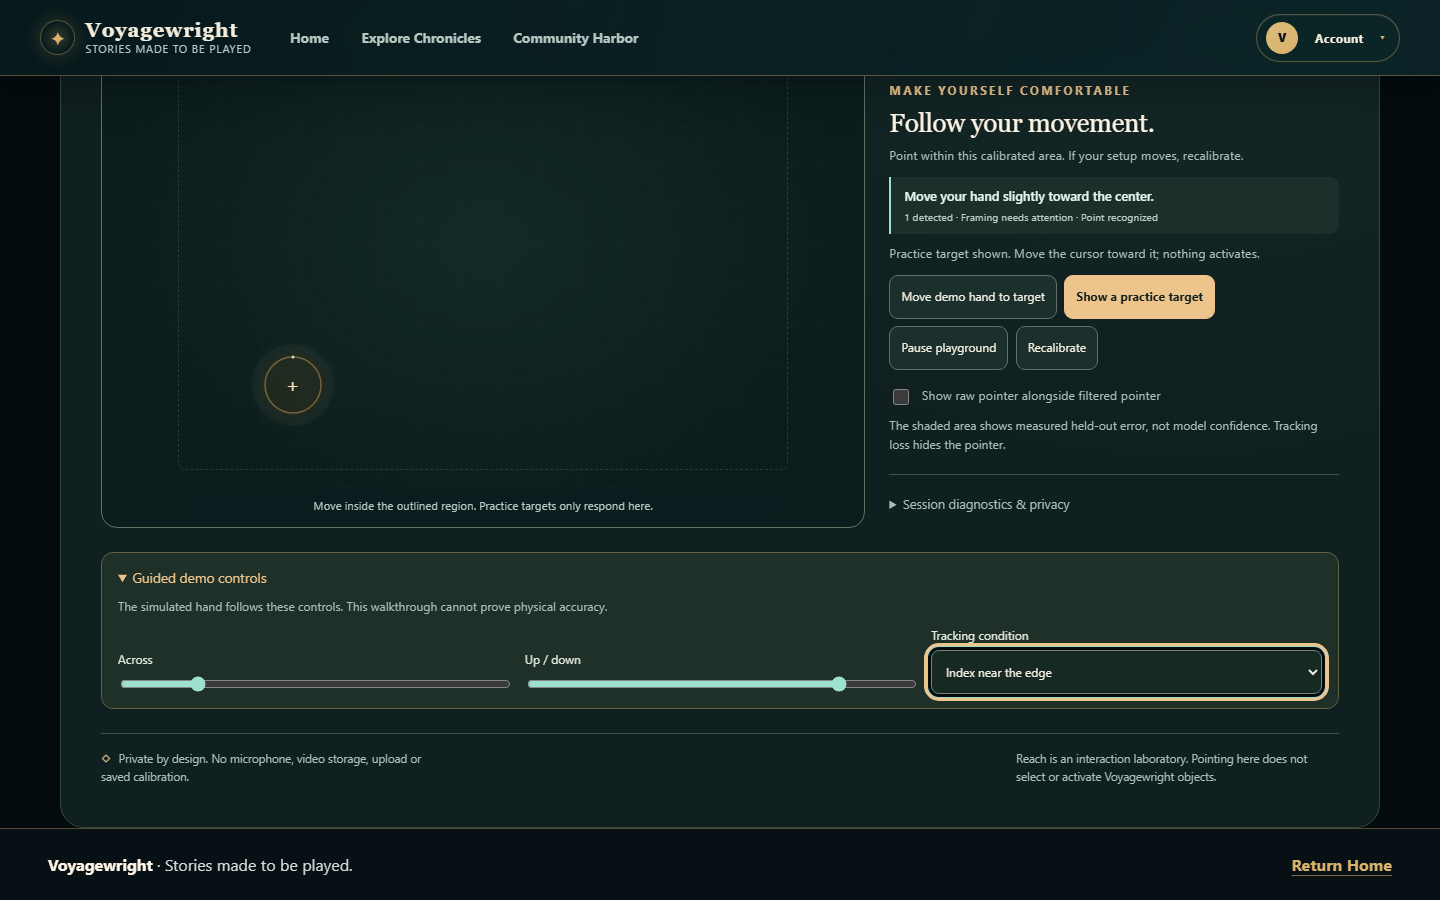 Voyagewright
STORIES MADE TO BE PLAYED
Home
Explore Chronicles
Community Harbor
V
Account
MAKE YOURSELF COMFORTABLE
Follow your movement.
Point within this calibrated area. If your setup moves, recalibrate.
Move your hand slightly toward the center.
1 detected · Framing needs attention · Point recognized
Practice target shown. Move the cursor toward it; nothing activates.
Move demo hand to target
Show a practice target
Pause playground
Recalibrate
Show raw pointer alongside filtered pointer
The shaded area shows measured held-out error, not model confidence. Tracking
loss hides the pointer.
Session diagnostics & privacy
Move inside the outlined region. Practice targets only respond here.
Guided demo controls
The simulated hand follows these controls. This walkthrough cannot prove physical accuracy.
Across
Up / down
Tracking condition
Index near the edge
Private by design. No microphone, video storage, upload or
saved calibration.
Reach is an interaction laboratory. Pointing here does not
select or activate Voyagewright objects.
Voyagewright · Stories made to be played.
Return Home